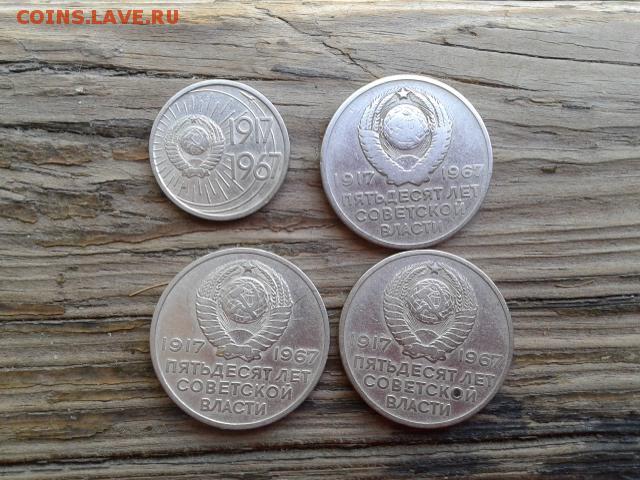 COINS.LAVE.RU
1917
1967
1917 1967
ПЯТЬДЕСЯТ ЛЕТ
СОВЕТСКОЙ
ВЛАСТИ
1917 1967
ПЯТЬДЕСЯТ ЛЕТ
СОВЕТСКОЙ
ВЛАСТИ
1917 1967
ПЯТЬДЕСЯТ ЛЕТ
СОВЕТСКОЙ
ВЛАСТИ